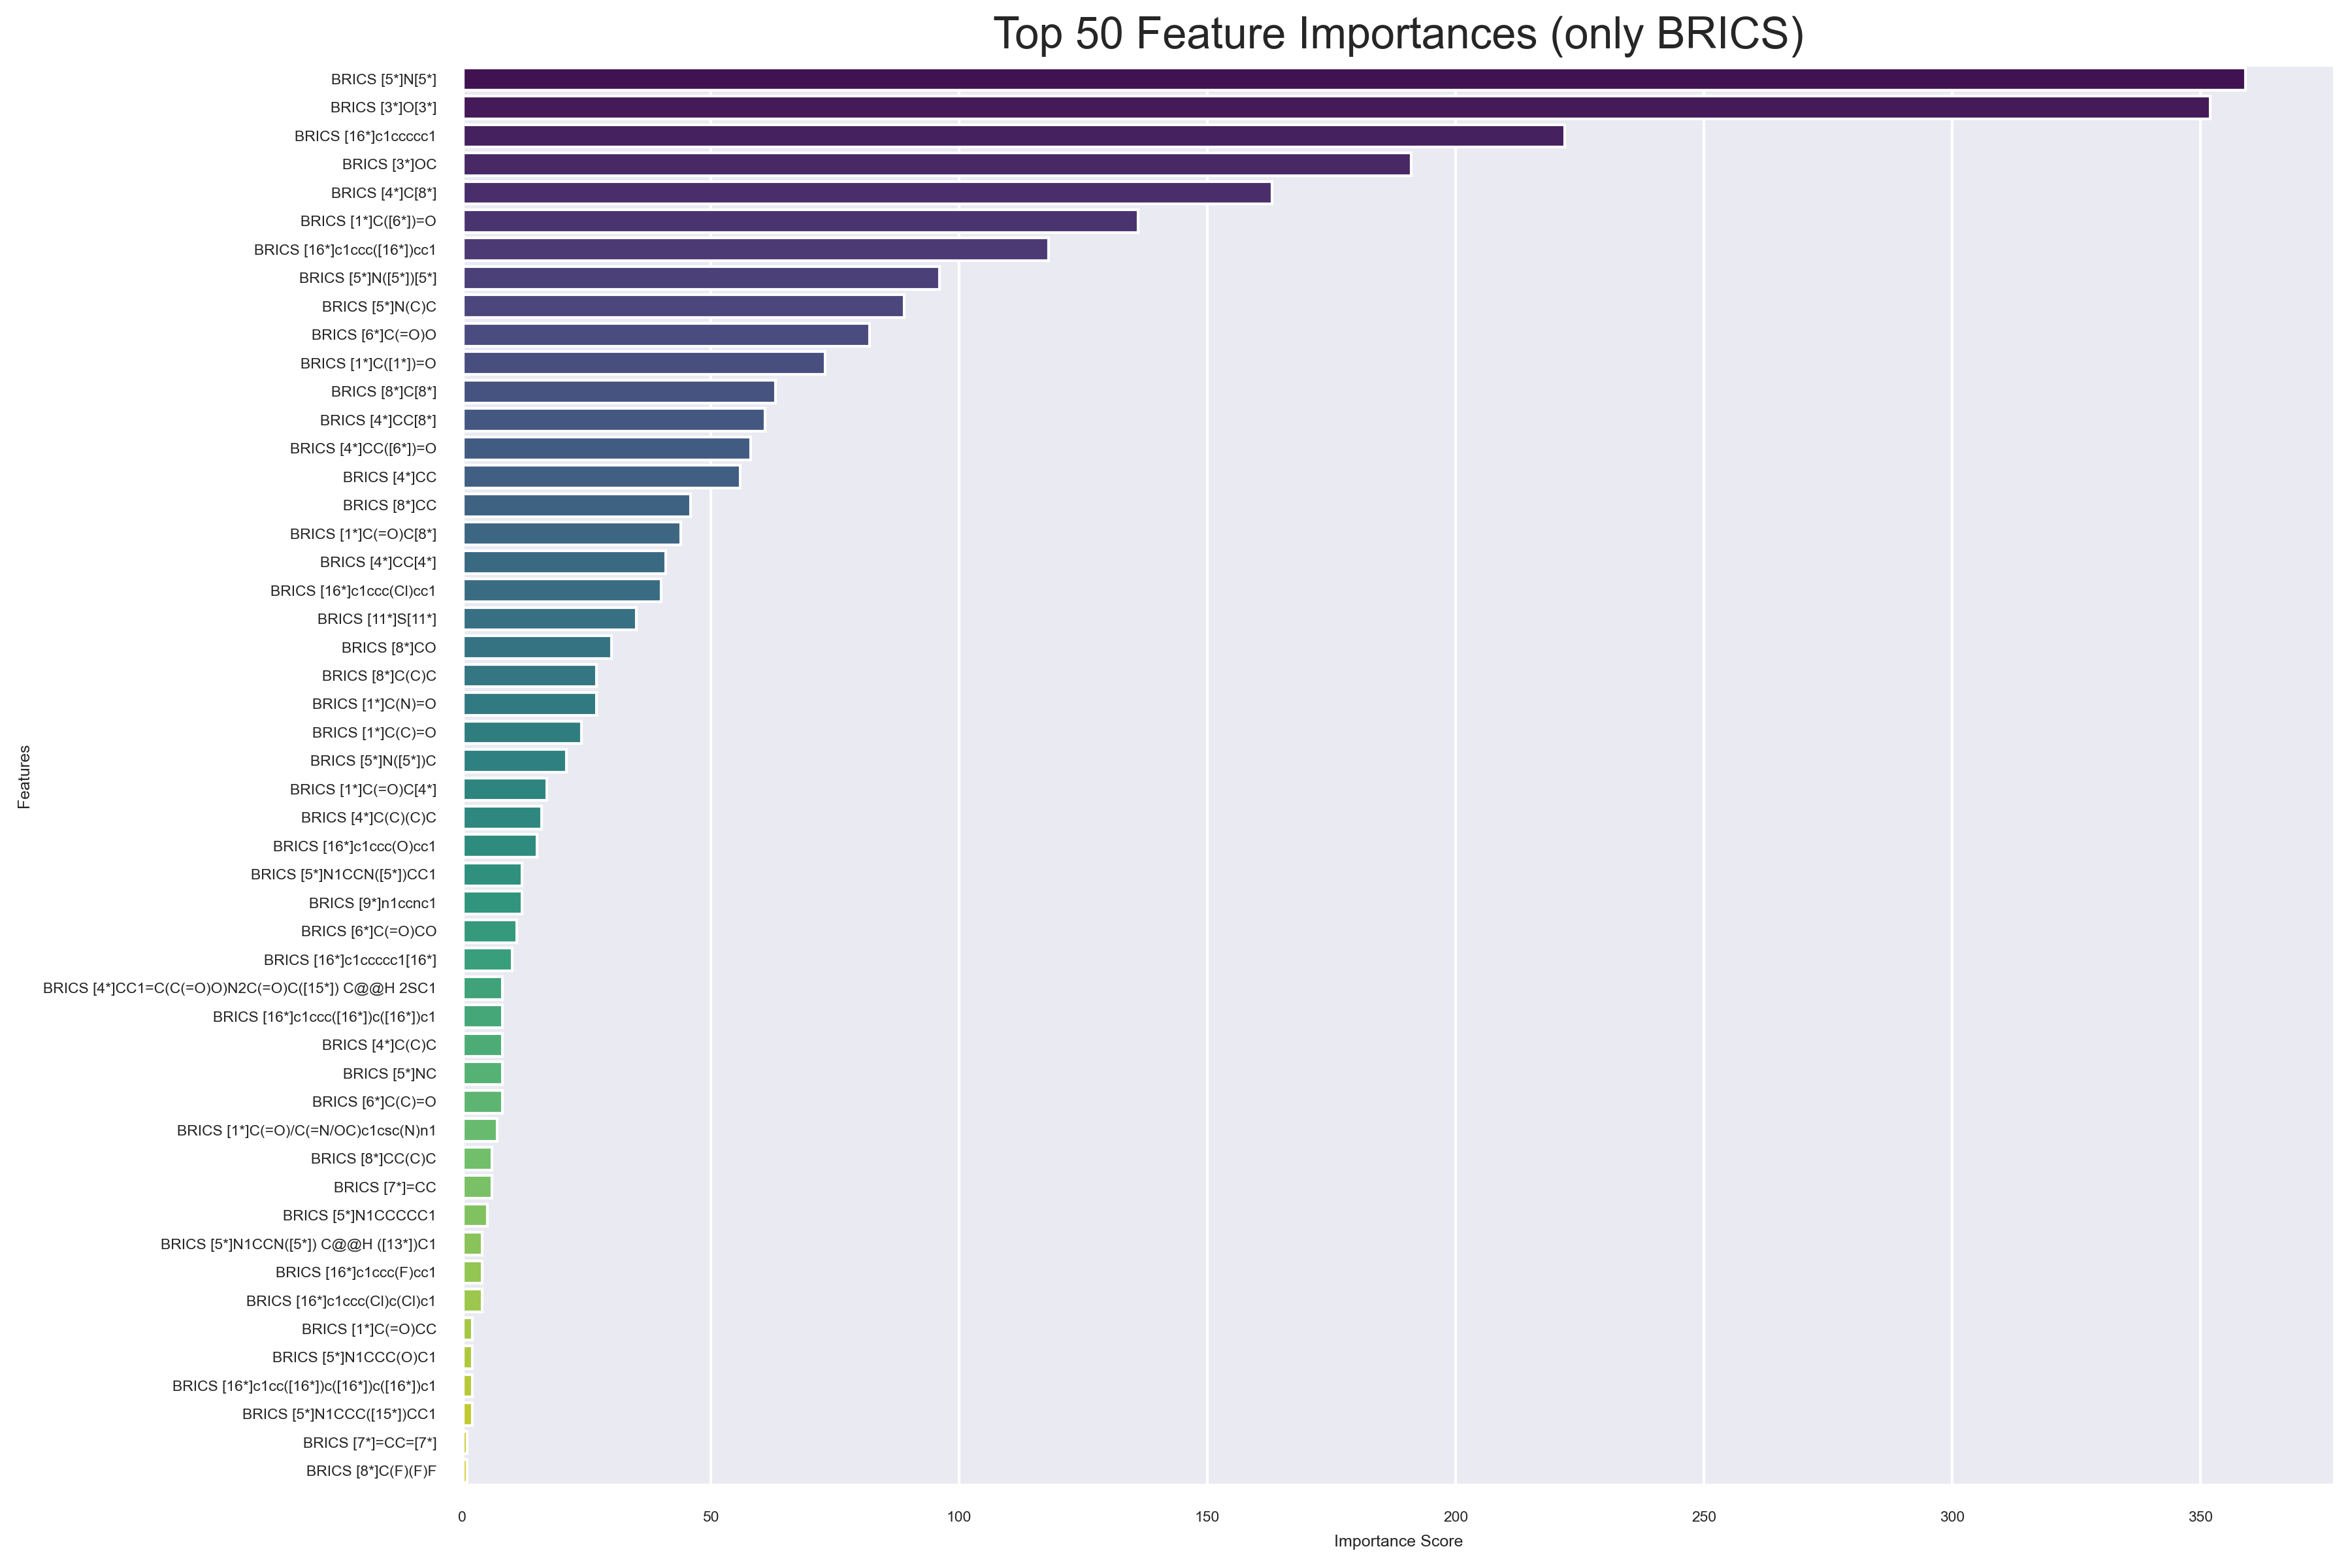 Top 50 Feature Importances (only BRICS)
BRICS [5*]N[5*]
BRICS [3*]O[3*]
BRICS [16*]c1ccccc1
BRICS [3*]OC
BRICS [4*]C[8*]
BRICS [1*]C([6*])=O
BRICS [16*]c1ccc([16*])cc1
BRICS [5*]N([5*])[5*]
BRICS [5*]N(C)C
BRICS [6*]C(=O)O
BRICS [1*]C([1*])=O
BRICS [8*]C[8*]
BRICS [4*]CC[8*]
BRICS [4*]CC([6*])=O
BRICS [4*]CC
BRICS [8*]CC
BRICS [1*]C(=O)C[8*]
BRICS [4*]CC[4*]
BRICS [16*]c1ccc(Cl)cc1
BRICS [11*]S[11*]
BRICS [8*]CO
BRICS [8*]C(C)C
BRICS [1*]C(N)=O
BRICS [1*]C(C)=O
BRICS [5*]N([5*])C
BRICS [1*]C(=O)C[4*]
BRICS [4*]C(C)(C)C
BRICS [16*]c1ccc(O)cc1
BRICS [5*]N1CCN([5*])CC1
BRICS [9*]n1ccnc1
BRICS [6*]C(=O)CO
BRICS [16*]c1ccccc1[16*]
BRICS [4*]CC1=C(C(=O)O)N2C(=O)C([15*]) C@@H 2SC1
BRICS [16*]c1ccc([16*])c([16*])c1
BRICS [4*]C(C)C
BRICS [5*]NC
BRICS [6*]C(C)=O
BRICS [1*]C(=O)/C(=N/OC)c1csc(N)n1
BRICS [8*]CC(C)C
BRICS [7*]=CC
BRICS [5*]N1CCCCC1
BRICS [5*]N1CCN([5*]) C@@H ([13*])C1
BRICS [16*]c1ccc(F)cc1
BRICS [16*]c1ccc(Cl)c(Cl)c1
BRICS [1*]C(=O)CC
BRICS [5*]N1CCC(O)C1
BRICS [16*]c1cc([16*])c([16*])c([16*])c1
BRICS [5*]N1CCC([15*])CC1
BRICS [7*]=CC=[7*]
BRICS [8*]C(F)(F)F
Features
0 50 100 150 200 250 300 350
Importance Score